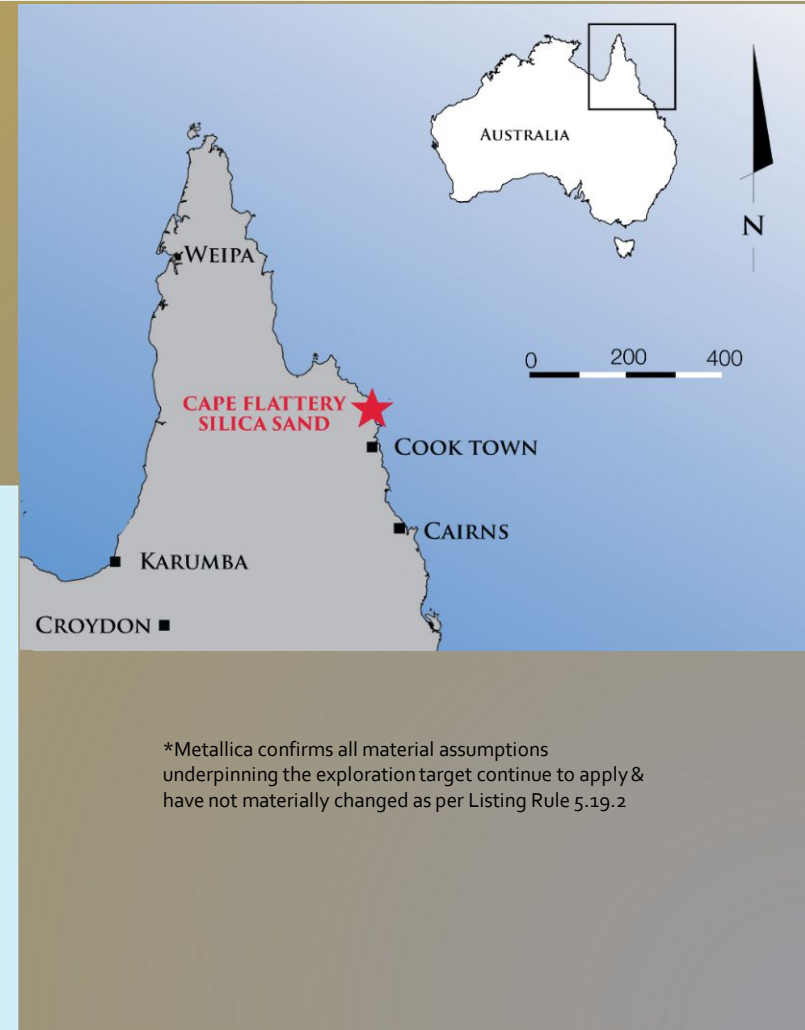 AUSTRALIA
N
WEIPA
0 200 400
CAPE FLATTERY
SILICA SAND
COOK TOWN
CAIRNS
KARUMBA
CROYDON
*Metallica confirms all material assumptions
underpinning the exploration target continue to apply &
have not materially changed as per Listing Rule 5.19.2